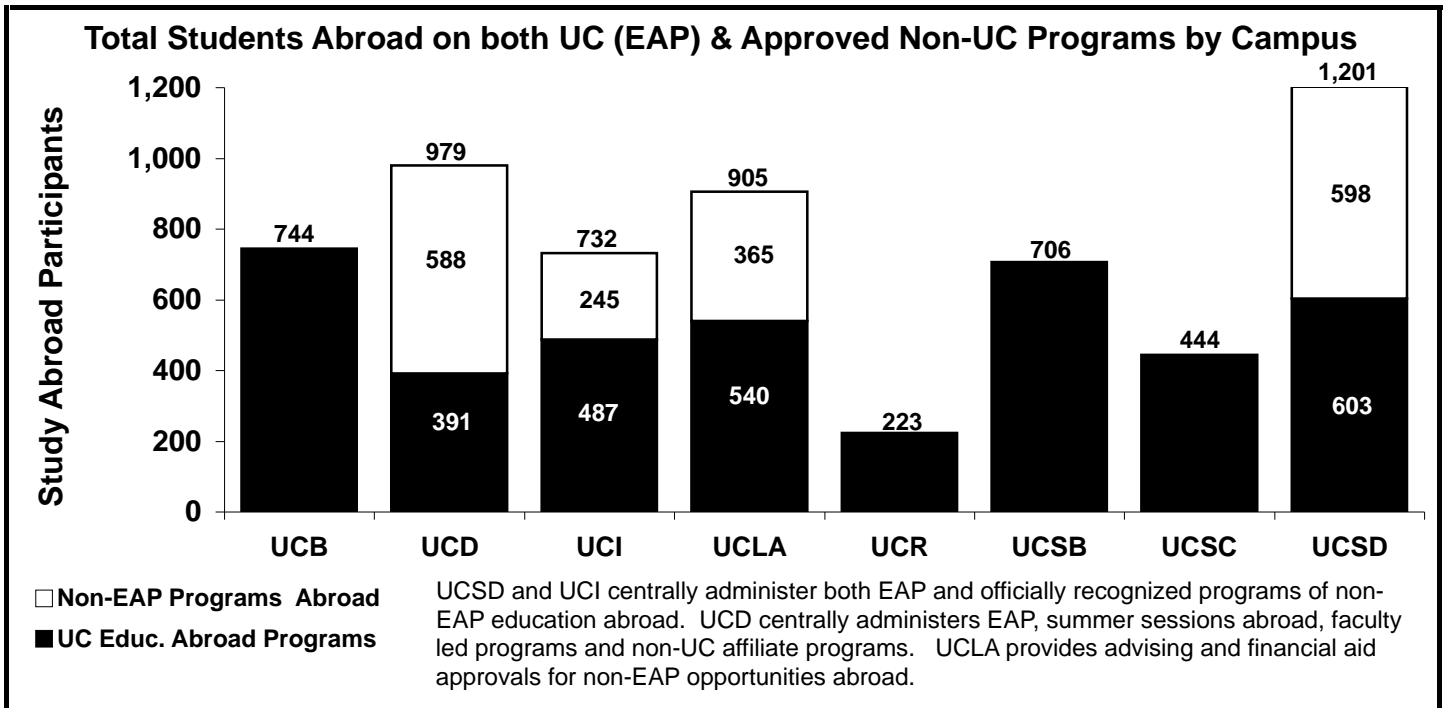 Total Students Abroad on both UC (EAP) & Approved Non-UC Programs by Campus
Study Abroad Participants
1,200
1,000
800
600
400
200
0
744
979
588
391
732
245
487
905
365
540
223
706
444
1,201
598
603
UCB UCD UCI UCLA UCR UCSB UCSC UCSD
Non-EAP Programs Abroad
UC Educ. Abroad Programs
UCSD and UCI centrally administer both EAP and officially recognized programs of non-
EAP education abroad. UCD centrally administers EAP, summer sessions abroad, faculty
led programs and non-UC affiliate programs. UCLA provides advising and financial aid
approvals for non-EAP opportunities abroad.